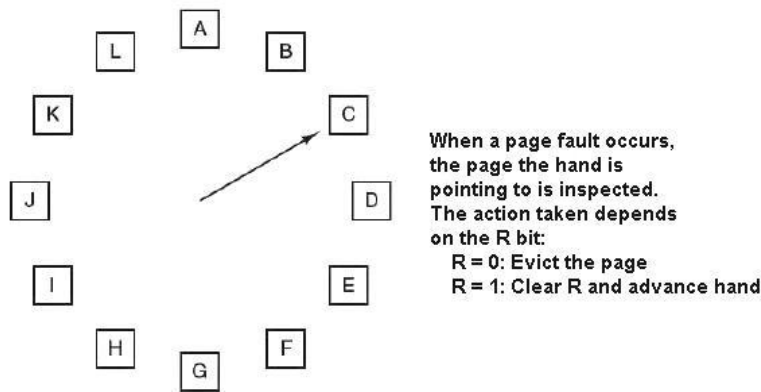 A
L
B
K
C
When a page fault occurs,
the page the hand is
pointing to is inspected.
The action taken depends
on the R bit:
R = 0: Evict the page
R = 1: Clear R and advance hand
J
D
I
E
H
F
G